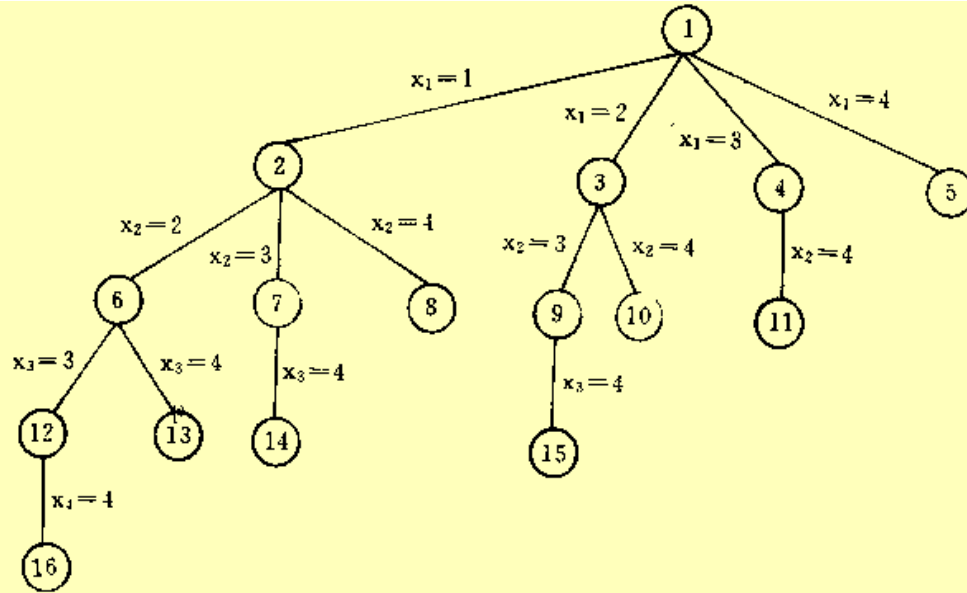 1
x₁=1
x₁=2
x₁=3
x₁=4
2
3
4
5
x₂=2
x₂=3
x₂=4
x₂=3
x₂=4
x₂=4
6
7
8
9
10
11
x₃=3
x₃=4
x₃=4
x₃=4
12
13
14
15
x₄=4
16